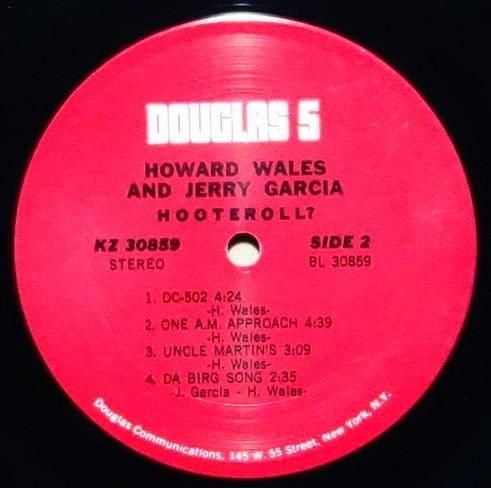 DOUGLAS 5
HOWARD WALES
AND JERRY GARCIA
HOOTEROLL?
KZ 30859 SIDE 2
STEREO BL 30859
1. DC-502 4:24
-H. Wales-
2. ONE A.M. APPROACH 4:39
-H. Wales-
3. UNCLE MARTIN'S 3:09
-H. Wales-
4. DA BIRG SONG 2:35
-J. Garcia - H. Wales-
Douglas Communications, 145 W. 55 Street, New York, N.Y.